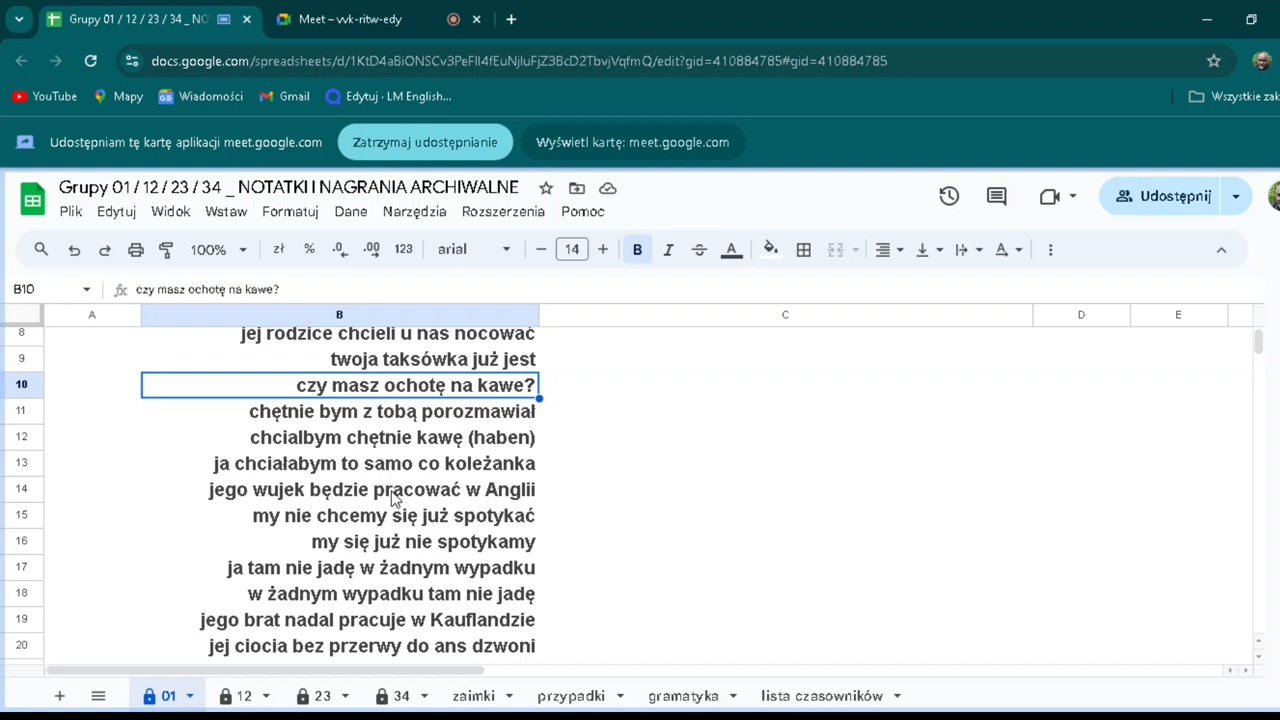 Grupy 01 / 12 / 23 / 34 _ NO
Meet – vvk-ritw-edy
docs.google.com/spreadsheets/d/1KtD4aBiONSCv3PeFII4fEuNjIuFjZ3BcD2TbvjVqfmQ/edit?gid=410884785#gid=410884785
YouTube Mapy Wiadomości Gmail Edytuj · LM English... Wszystkie zak
Udostępniam tę kartę aplikacji meet.google.com Zatrzymaj udostępnianie Wyświetl kartę: meet.google.com
Grupy 01 / 12 / 23 / 34 _ NOTATKI I NAGRANIA ARCHIWALNE
Udostępnij
Plik Edytuj Widok Wstaw Formatuj Dane Narzędzia Rozszerzenia Pomoc
100% zł % .0 .00 123 arial 14 B I A
B10 fx czy masz ochotę na kawe?
A B C D E
8 jej rodzice chcieli u nas nocować
9 twoja taksówka już jest
10 czy masz ochotę na kawe?
11 chętnie bym z tobą porozmawiał
12 chcialbym chętnie kawę (haben)
13 ja chciałabym to samo co koleżanka
14 jego wujek będzie pracować w Anglii
15 my nie chcemy się już spotykać
16 my się już nie spotykamy
17 ja tam nie jadę w żadnym wypadku
18 w żadnym wypadku tam nie jadę
19 jego brat nadal pracuje w Kauflandzie
20 jej ciocia bez przerwy do ans dzwoni
01 12 23 34 zaimki przypadki gramatyka lista czasowników